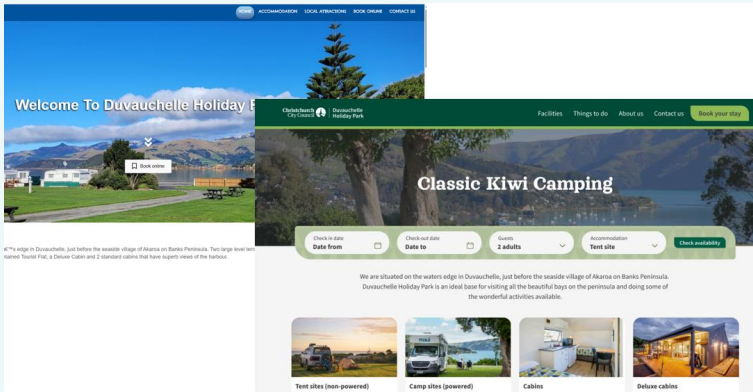 HOME ACCOMMODATION LOCAL ATTRACTIONS BOOK ONLINE CONTACT US
Welcome To Duvauchelle Holiday
Book online
edge in Duvauchelle, just before the seaside village of Akaroa on Banks Peninsula. Two large level
Tourist Flat, a Deluxe Cabin and 2 standard cabins that have superb views of the harbour.
Christchurch City Council
Duvauchelle Holiday Park
Facilities Things to do About us Contact us Book your stay
Classic Kiwi Camping
Check in date Check-out date Guests Accommodation
Date from Date to 2 adults Tent site Check availability
We are situated on the waters edge in Duvauchelle, just before the seaside village of Akaroa on Banks Peninsula.
Duvauchelle Holiday Park is an ideal base for visiting all the beautiful bays on the peninsula and doing some of
the wonderful activities available.
Tent sites (non-powered) Camp sites (powered) Cabins Deluxe cabins